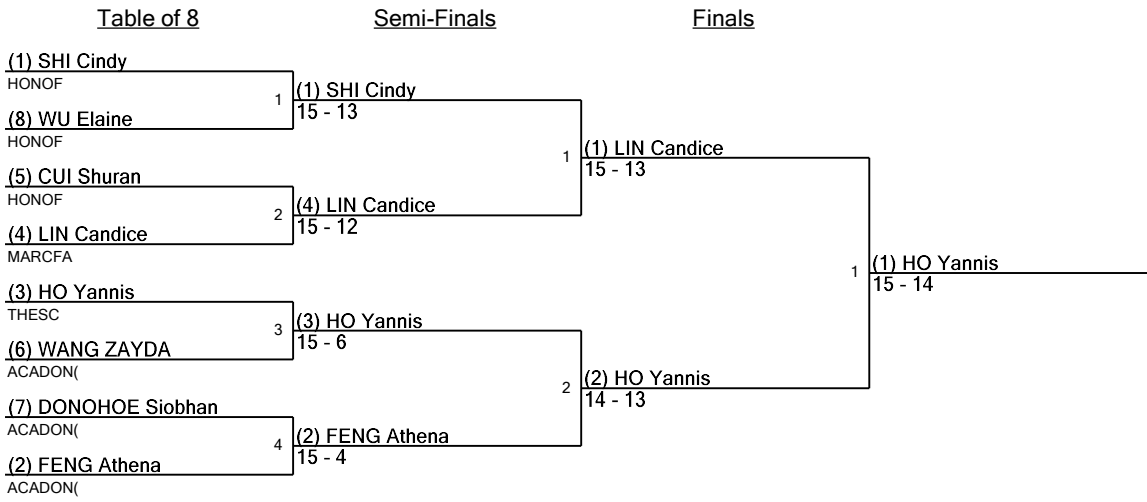 Table of 8 Semi-Finals Finals
(1) SHI Cindy
HONOF
1
(8) WU Elaine
HONOF
(5) CUI Shuran
HONOF
2
(4) LIN Candice
MARCFA
(3) HO Yannis
THESC
3
(6) WANG ZAYDA
ACADON(
(7) DONOHOE Siobhan
ACADON(
4
(2) FENG Athena
ACADON(
(1) SHI Cindy
15 - 13
1
(4) LIN Candice
15 - 12
(3) HO Yannis
15 - 6
2
(2) FENG Athena
15 - 4
(1) LIN Candice
15 - 13
1
(2) HO Yannis
14 - 13
(1) HO Yannis
15 - 14